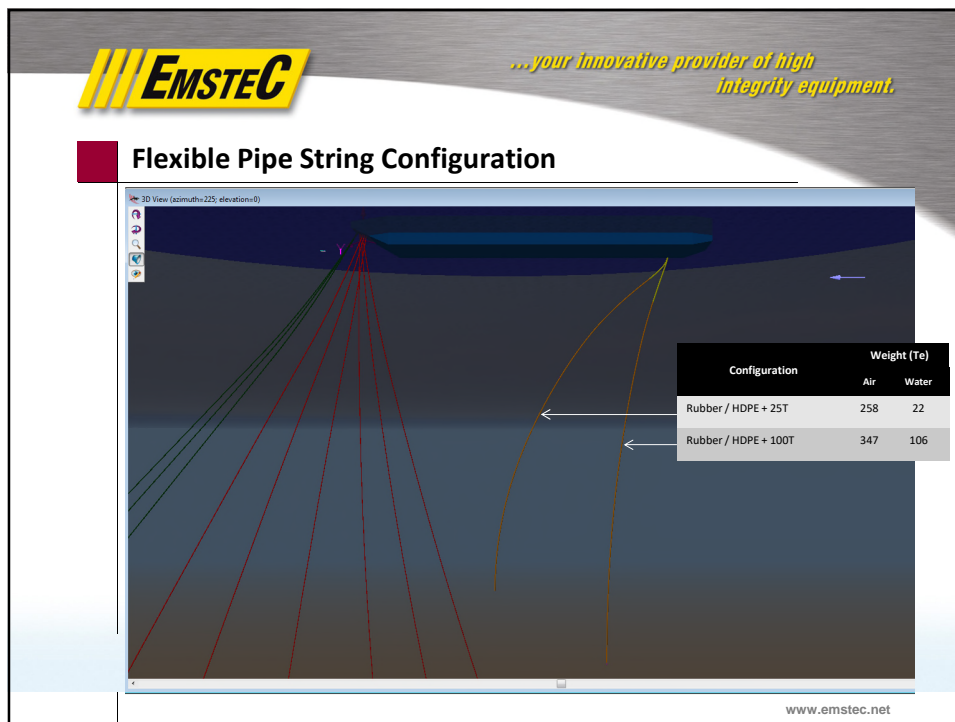 EMSTEC
...your innovative provider of high
integrity equipment.
Flexible Pipe String Configuration
3D View (azimuth=225; elevation=0)
Y
Configuration
Weight (Te)
Air
Water
Rubber / HDPE + 25T
258
22
Rubber / HDPE + 100T
347
106
www.emstec.net